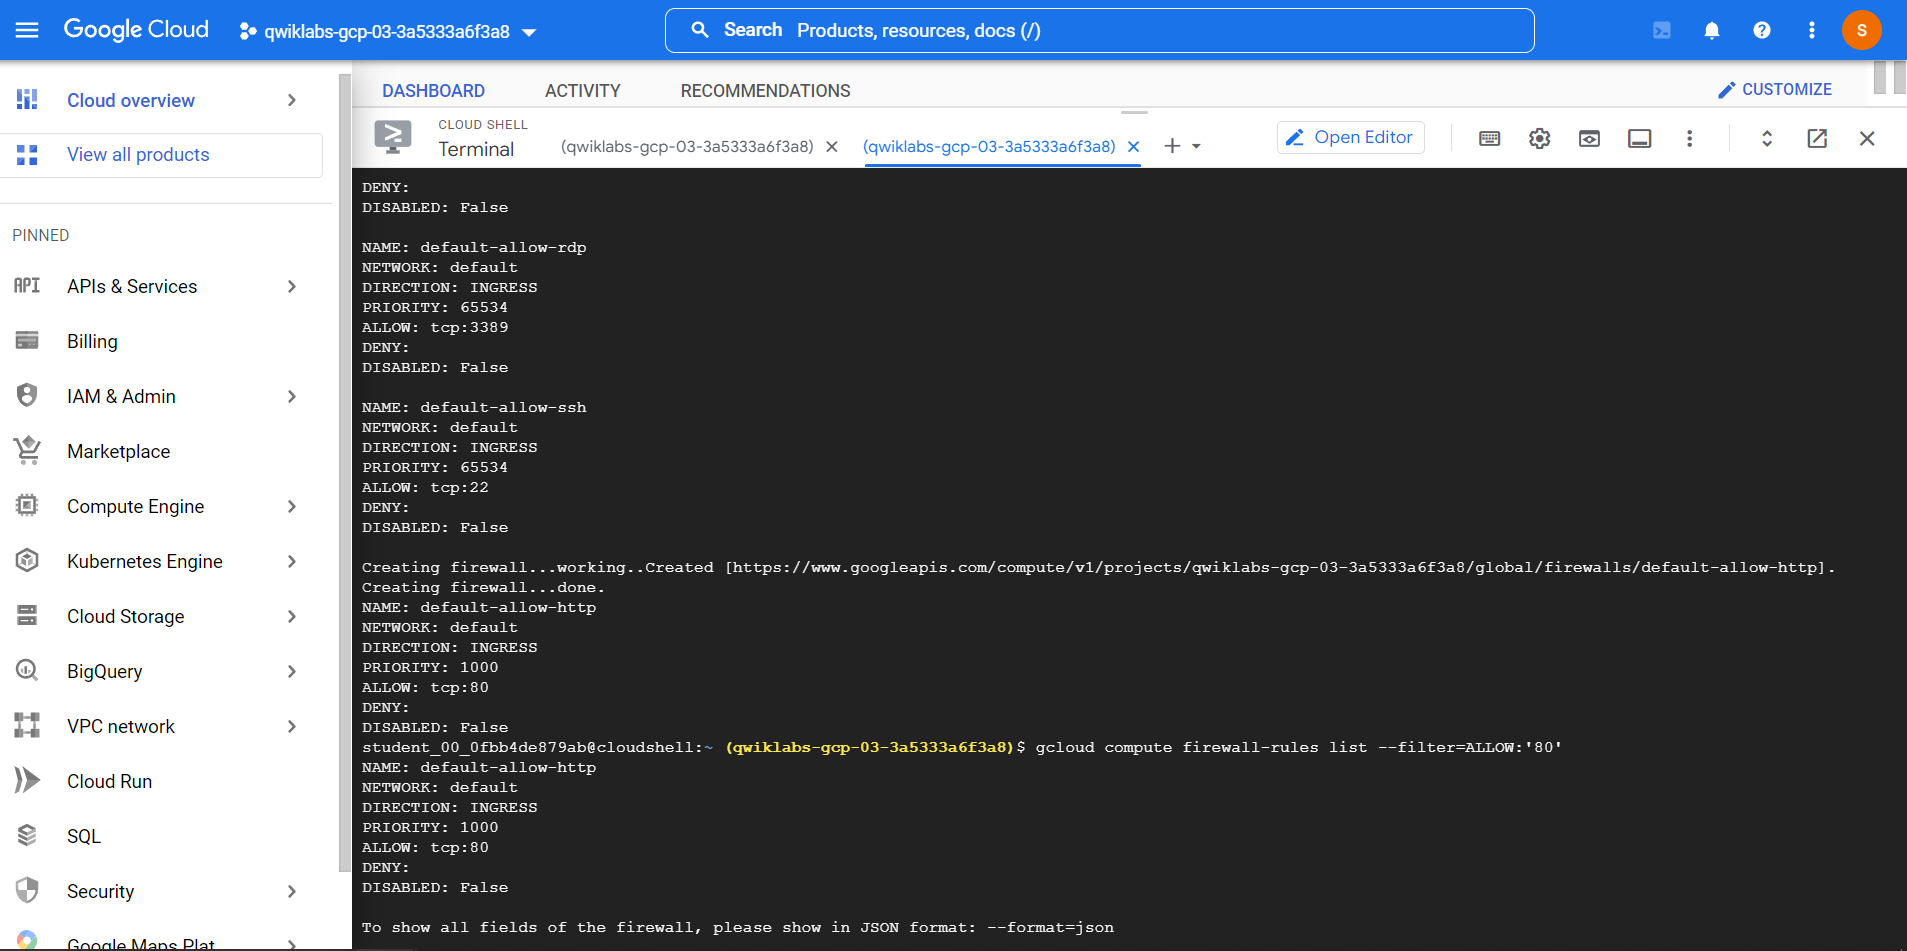 Google Cloud
qwiklabs-gcp-03-3a5333a6f3a8
Search Products, resources, docs (/)
S
Cloud overview
View all products
PINNED
API APIs & Services
Billing
IAM & Admin
Marketplace
Compute Engine
Kubernetes Engine
Cloud Storage
BigQuery
VPC network
Cloud Run
SQL
Security
Google Maps Plat
DASHBOARD ACTIVITY RECOMMENDATIONS CUSTOMIZE
CLOUD SHELL
Terminal (qwiklabs-gcp-03-3a5333a6f3a8) (qwiklabs-gcp-03-3a5333a6f3a8) Open Editor
DENY:
DISABLED: False
NAME: default-allow-rdp
NETWORK: default
DIRECTION: INGRESS
PRIORITY: 65534
ALLOW: tcp:3389
DENY:
DISABLED: False
NAME: default-allow-ssh
NETWORK: default
DIRECTION: INGRESS
PRIORITY: 65534
ALLOW: tcp:22
DENY:
DISABLED: False
Creating firewall...working..Created [https://www.googleapis.com/compute/v1/projects/qwiklabs-gcp-03-3a5333a6f3a8/global/firewalls/default-allow-http].
Creating firewall...done.
NAME: default-allow-http
NETWORK: default
DIRECTION: INGRESS
PRIORITY: 1000
ALLOW: tcp:80
DENY:
DISABLED: False
student_00_0fbb4de879ab@cloudshell:~ (qwiklabs-gcp-03-3a5333a6f3a8)$ gcloud compute firewall-rules list --filter=ALLOW:'80'
NAME: default-allow-http
NETWORK: default
DIRECTION: INGRESS
PRIORITY: 1000
ALLOW: tcp:80
DENY:
DISABLED: False
To show all fields of the firewall, please show in JSON format: --format=json